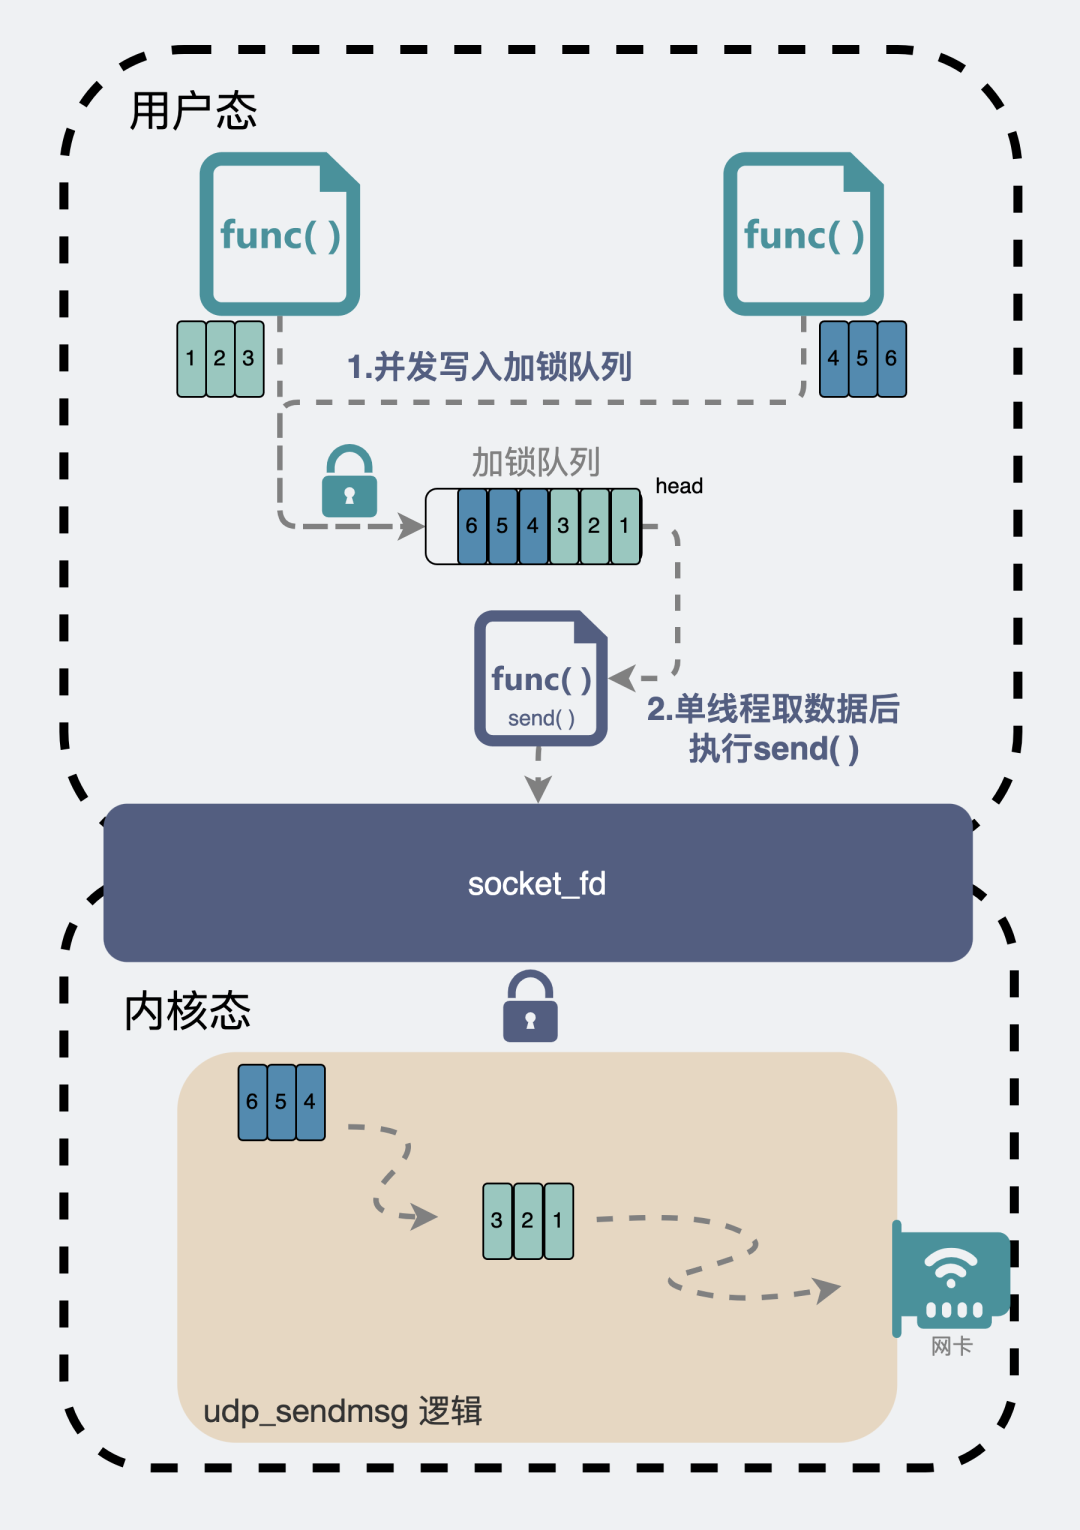 用户态
func( )
func( )
1 2 3
1.并发写入加锁队列
4 5 6
加锁队列
head
6 5 4 3 2 1
func( )
send( )
2.单线程取数据后
执行send( )
socket_fd
内核态
6 5 4
3 2 1
网卡
udp_sendmsg 逻辑